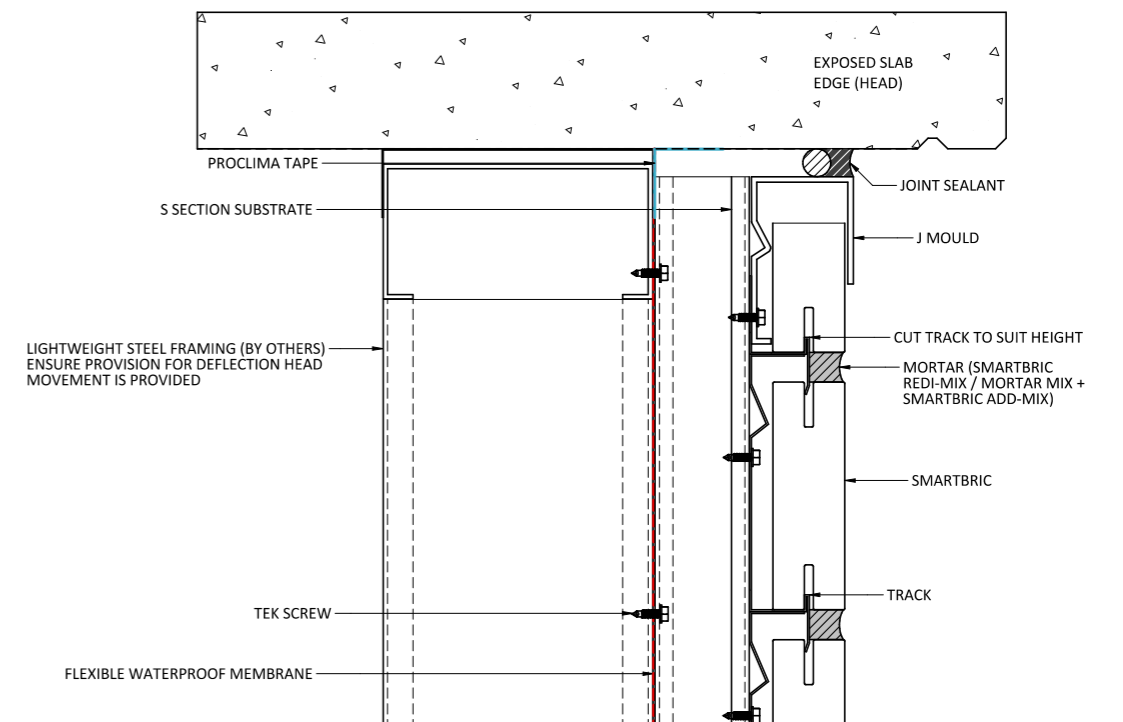 EXPOSED SLAB
EDGE (HEAD)
PROCLIMA TAPE
JOINT SEALANT
S SECTION SUBSTRATE
J MOULD
CUT TRACK TO SUIT HEIGHT
LIGHTWEIGHT STEEL FRAMING (BY OTHERS)
ENSURE PROVISION FOR DEFLECTION HEAD
MOVEMENT IS PROVIDED
MORTAR (SMARTBRIC
REDI-MIX / MORTAR MIX +
SMARTBRIC ADD-MIX)
SMARTBRIC
TRACK
TEK SCREW
FLEXIBLE WATERPROOF MEMBRANE